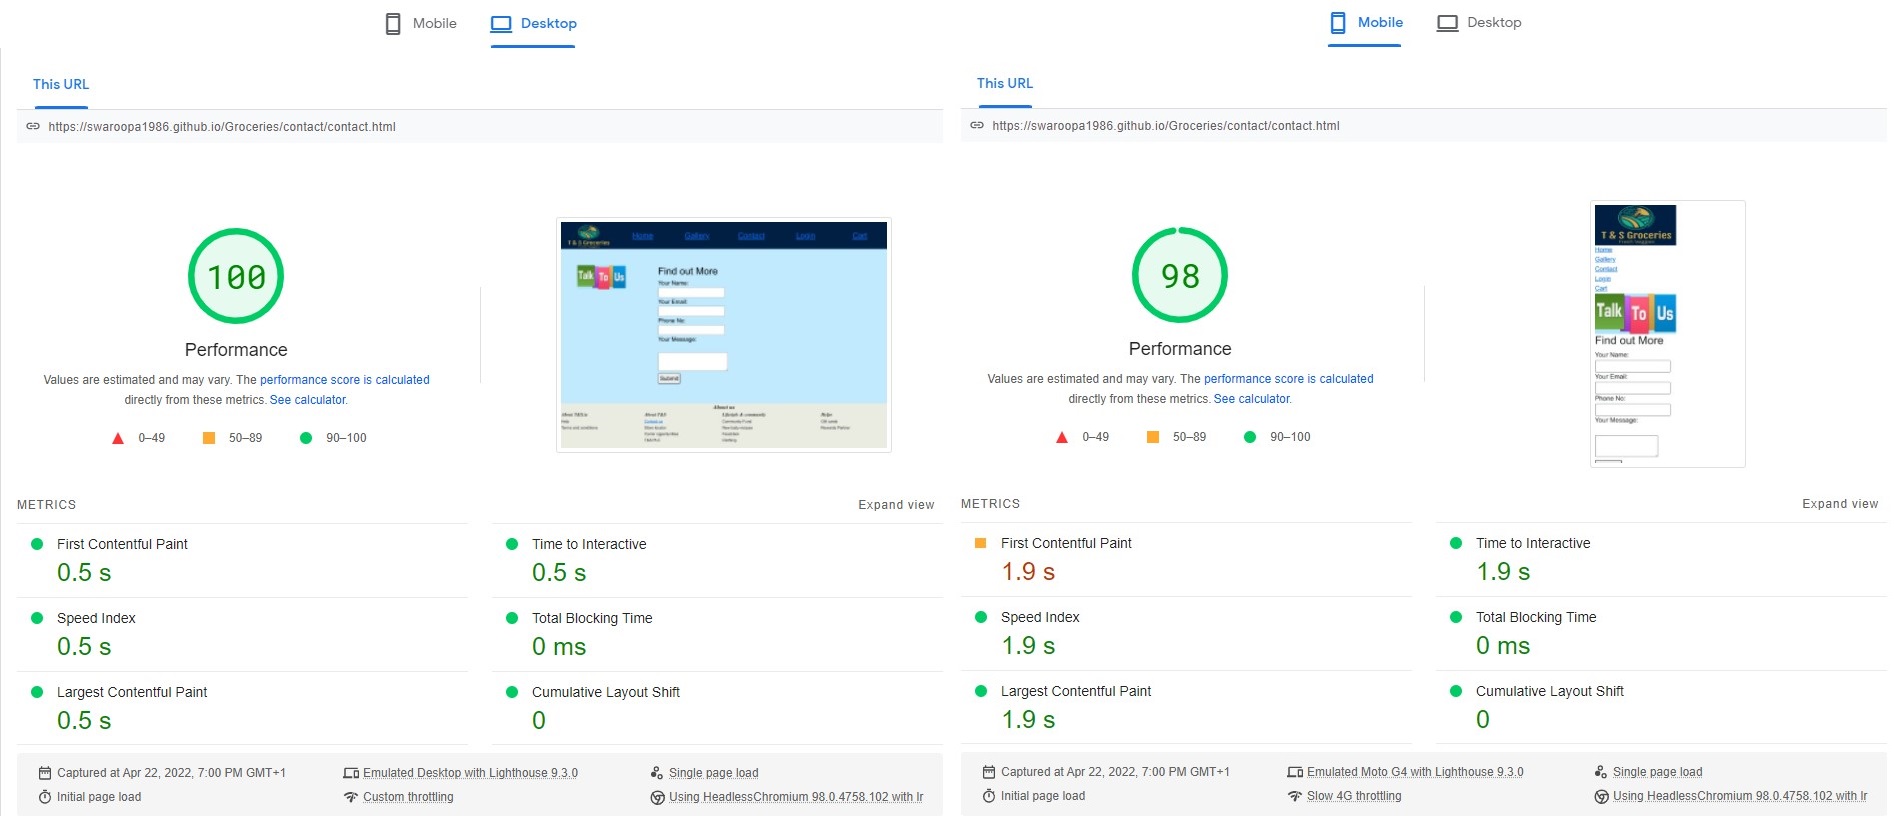 Mobile
Desktop
This URL
https://swaroopa1986.github.io/Groceries/contact/contact.html
100
Performance
Values are estimated and may vary. The performance score is calculated
directly from these metrics. See calculator.
0–49
50–89
90–100
T & S Groceries
Home
Gallery
Contact
Login
Cart
Talk To Us
Find out More
Your Name:
Your Email:
Phone No:
Your Message:
Submit
About us
METRICS
Expand view
First Contentful Paint
0.5 s
Time to Interactive
0.5 s
Speed Index
0.5 s
Total Blocking Time
0 ms
Largest Contentful Paint
0.5 s
Cumulative Layout Shift
0
Captured at Apr 22, 2022, 7:00 PM GMT+1
Emulated Desktop with Lighthouse 9.3.0
Single page load
Initial page load
Custom throttling
Using HeadlessChromium 98.0.4758.102 with lr
Mobile
Desktop
This URL
https://swaroopa1986.github.io/Groceries/contact/contact.html
98
Performance
Values are estimated and may vary. The performance score is calculated
directly from these metrics. See calculator.
0–49
50–89
90–100
T & S Groceries
Home
Gallery
Contact
Login
Cart
Talk To Us
Find out More
Your Name:
Your Email:
Phone No:
Your Message:
METRICS
Expand view
First Contentful Paint
1.9 s
Time to Interactive
1.9 s
Speed Index
1.9 s
Total Blocking Time
0 ms
Largest Contentful Paint
1.9 s
Cumulative Layout Shift
0
Captured at Apr 22, 2022, 7:00 PM GMT+1
Emulated Moto G4 with Lighthouse 9.3.0
Single page load
Initial page load
Slow 4G throttling
Using HeadlessChromium 98.0.4758.102 with lr